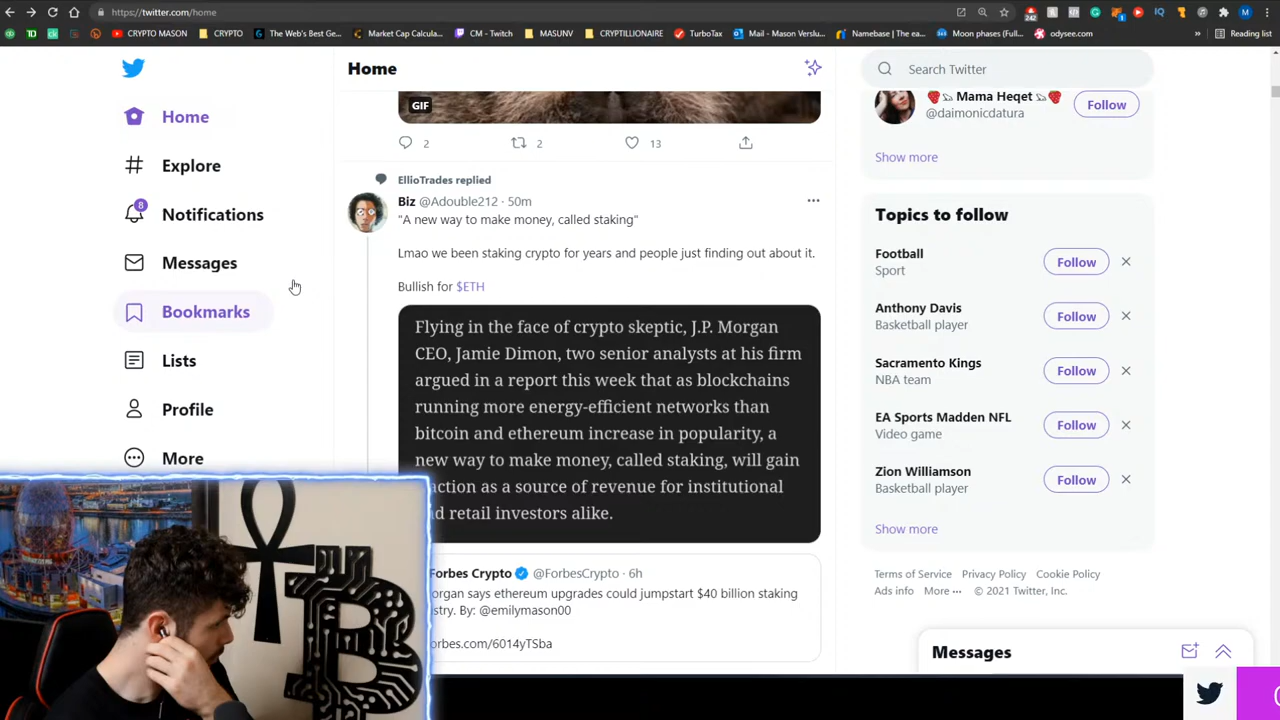 https://twitter.com/home
242
CRYPTO MASON
CRYPTO
The Web's Best Ge...
Market Cap Calcula...
CM - Twitch
MASUNV
CRYPTILLIONAIRE
TurboTax
Mail - Mason Verslu...
Namebase | The ea...
Moon phases (Full...
odysee.com
»
Reading list
Home
Explore
8
Notifications
Messages
Bookmarks
Lists
Profile
More
Home
GIF
2
2
13
EllioTrades replied
Biz @Adouble212 · 50m
"A new way to make money, called staking"
Lmao we been staking crypto for years and people just finding out about it.
Bullish for $ETH
Flying in the face of crypto skeptic, J.P. Morgan
CEO, Jamie Dimon, two senior analysts at his firm
argued in a report this week that as blockchains
running more energy-efficient networks than
bitcoin and ethereum increase in popularity, a
new way to make money, called staking, will gain
action as a source of revenue for institutional
d retail investors alike.
Forbes Crypto @ForbesCrypto · 6h
organ says ethereum upgrades could jumpstart $40 billion staking
stry. By: @emilymason00
orbes.com/6014yTSba
Search Twitter
Mama Heqet
@daimonicdatura
Follow
Show more
Topics to follow
Football
Sport
Follow
Anthony Davis
Basketball player
Follow
Sacramento Kings
NBA team
Follow
EA Sports Madden NFL
Video game
Follow
Zion Williamson
Basketball player
Follow
Show more
Terms of Service Privacy Policy Cookie Policy
Ads info More ··· © 2021 Twitter, Inc.
Messages